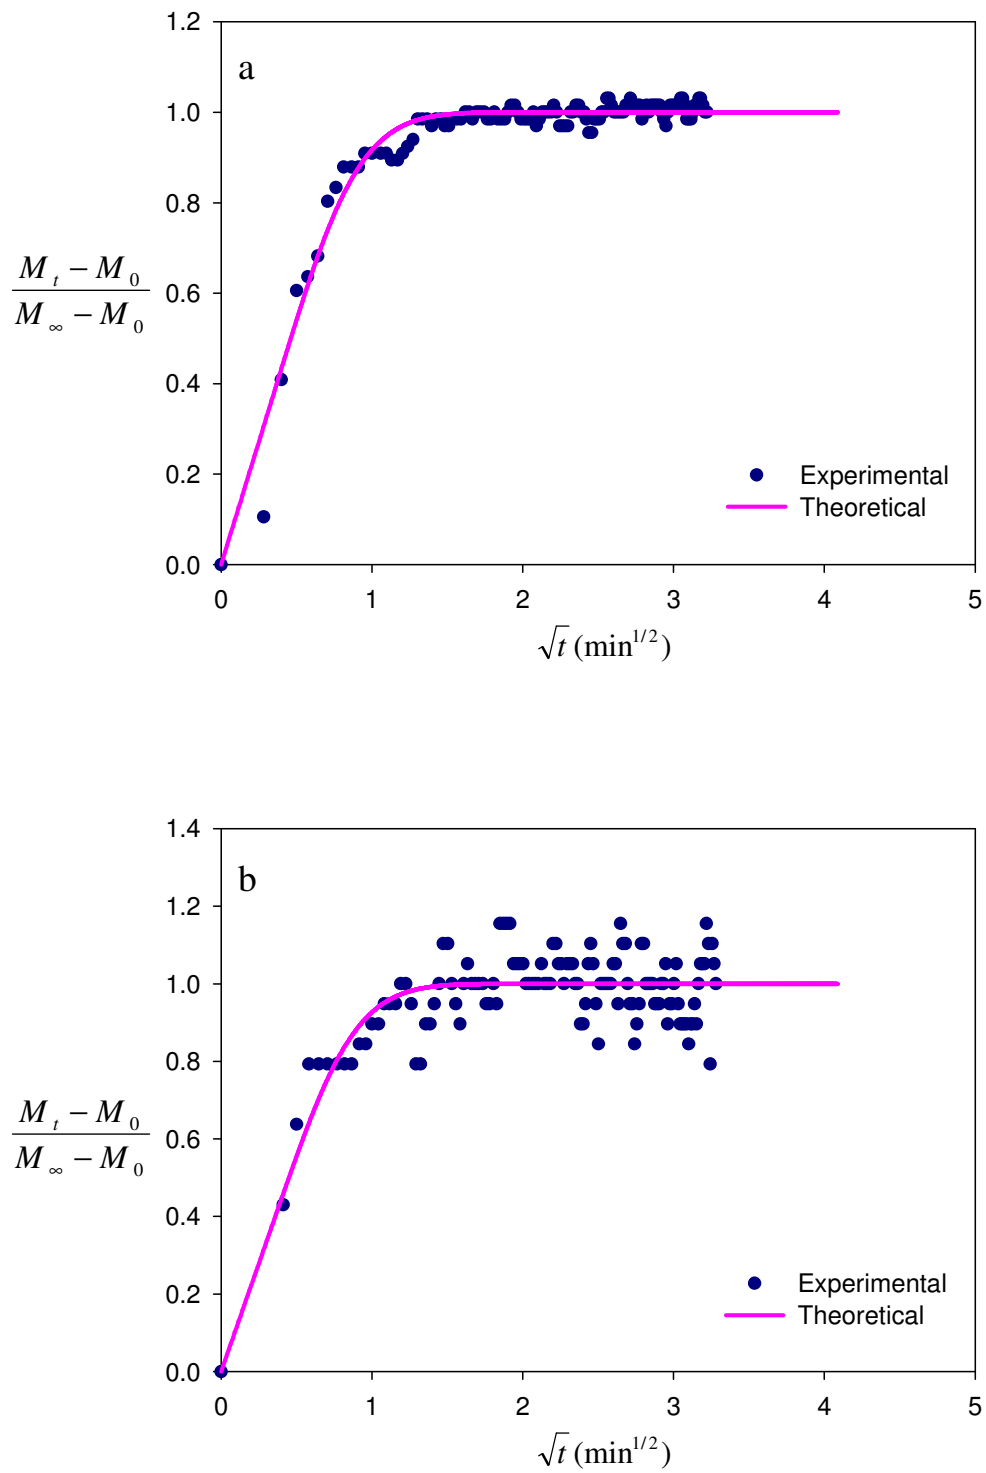 a
1.2
1.0
0.8
0.6
0.4
0.2
0.0
M_t − M_0
M_∞ − M_0
Experimental
Theoretical
0 1 2 3 4 5
√t (min^{1/2})
b
1.4
1.2
1.0
0.8
0.6
0.4
0.2
0.0
M_t − M_0
M_∞ − M_0
Experimental
Theoretical
0 1 2 3 4 5
√t (min^{1/2})